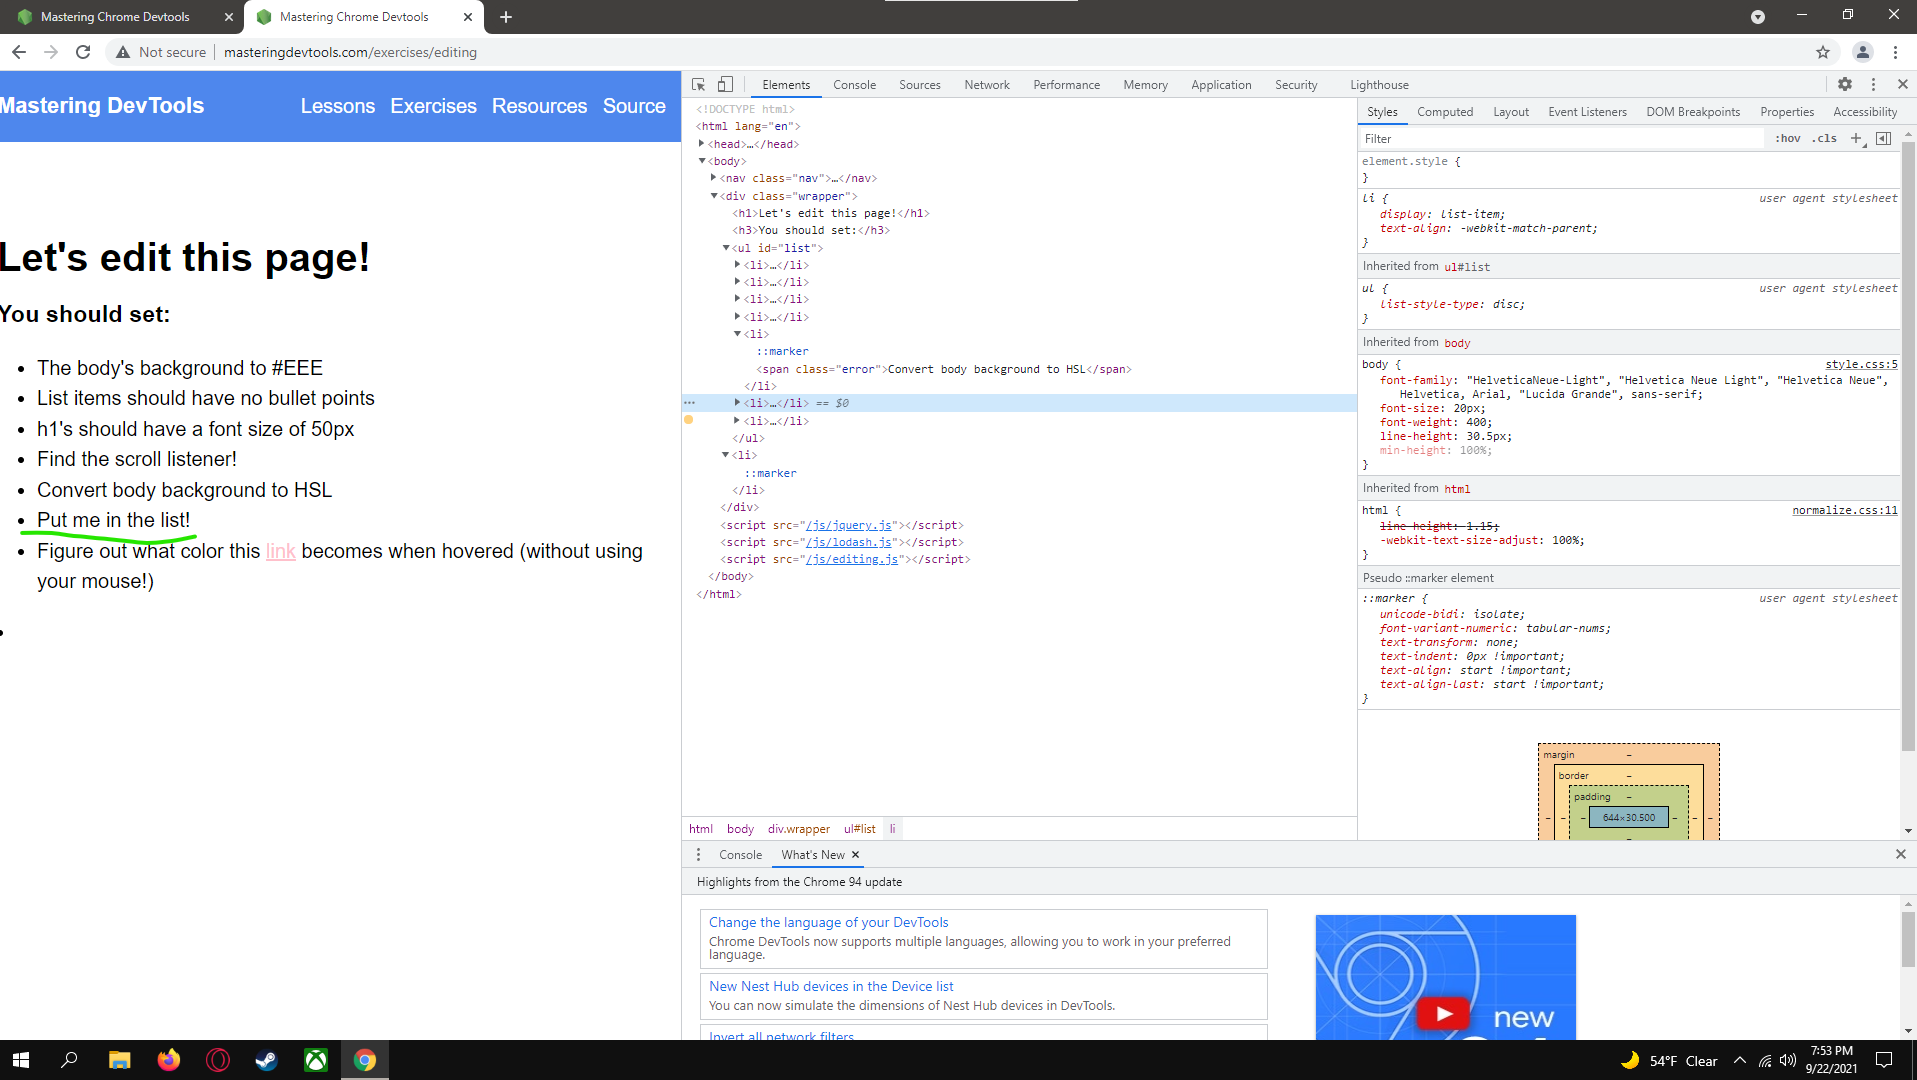 Mastering Chrome Devtools
Mastering Chrome Devtools
Not secure
masteringdevtools.com/exercises/editing
Mastering DevTools
Lessons Exercises Resources Source
Let's edit this page!
You should set:
The body's background to #EEE
List items should have no bullet points
h1's should have a font size of 50px
Find the scroll listener!
Convert body background to HSL
Put me in the list!
Figure out what color this link becomes when hovered (without using
your mouse!)
Elements Console Sources Network Performance Memory Application Security Lighthouse
<!DOCTYPE html>
<html lang="en">
<head>…</head>
<body>
<nav class="nav">…</nav>
<div class="wrapper">
<h1>Let's edit this page!</h1>
<h3>You should set:</h3>
<ul id="list">
<li>…</li>
<li>…</li>
<li>…</li>
<li>…</li>
<li>
::marker
<span class="error">Convert body background to HSL</span>
</li>
<li>…</li> == $0
<li>…</li>
</ul>
<li>
::marker
</li>
</div>
<script src="/js/jquery.js"></script>
<script src="/js/lodash.js"></script>
<script src="/js/editing.js"></script>
</body>
</html>
html body div.wrapper ul#list li
Styles Computed Layout Event Listeners DOM Breakpoints Properties Accessibility
Filter :hov .cls +
element.style {
}
li { user agent stylesheet
display: list-item;
text-align: -webkit-match-parent;
}
Inherited from ul#list
ul { user agent stylesheet
list-style-type: disc;
}
Inherited from body
body { style.css:5
font-family: "HelveticaNeue-Light", "Helvetica Neue Light", "Helvetica Neue",
Helvetica, Arial, "Lucida Grande", sans-serif;
font-size: 20px;
font-weight: 400;
line-height: 30.5px;
min-height: 100%;
}
Inherited from html
html { normalize.css:11
line-height: 1.15;
-webkit-text-size-adjust: 100%;
}
Pseudo ::marker element
::marker { user agent stylesheet
unicode-bidi: isolate;
font-variant-numeric: tabular-nums;
text-transform: none;
text-indent: 0px !important;
text-align: start !important;
text-align-last: start !important;
}
margin –
border –
padding –
– – – 644×30.500 – – –
–
Console What's New
Highlights from the Chrome 94 update
Change the language of your DevTools
Chrome DevTools now supports multiple languages, allowing you to work in your preferred
language.
New Nest Hub devices in the Device list
You can now simulate the dimensions of Nest Hub devices in DevTools.
Invert all network filters
new
54°F Clear
7:53 PM
9/22/2021